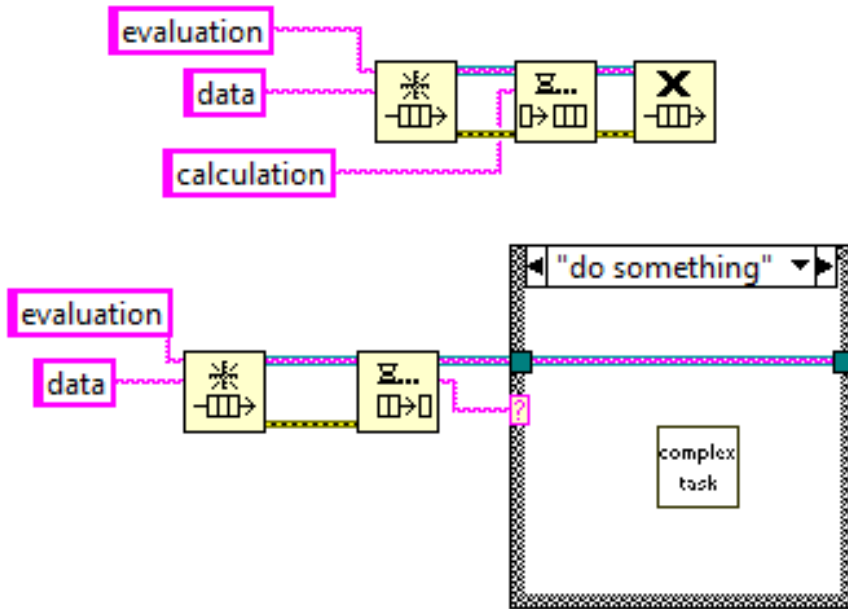 evaluation
data
calculation
"do something"
evaluation
data
?
complex
task